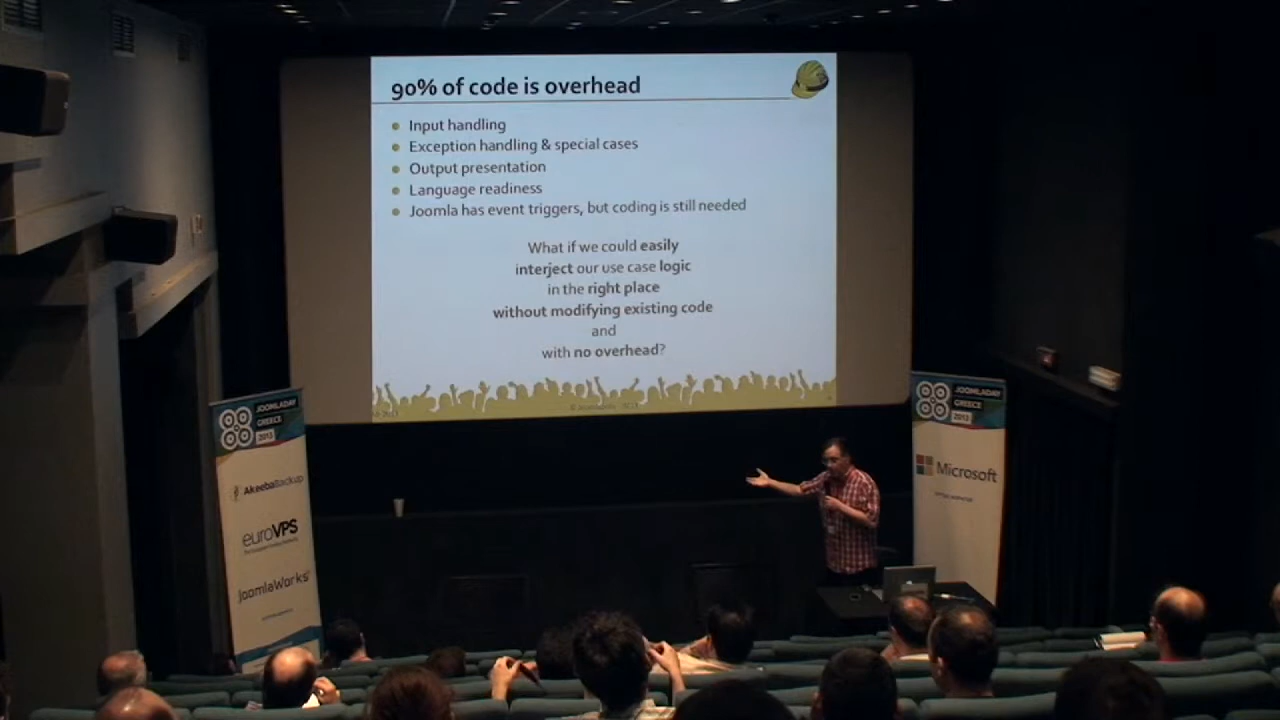 90% of code is overhead
Input handling
Exception handling & special cases
Output presentation
Language readiness
Joomla has event triggers, but coding is still needed
What if we could easily
interject our use case logic
in the right place
without modifying existing code
and
with no overhead?
JOOMLADAY
GREECE
2013
AkeebaBackup
euroVPS
JoomlaWorks
JOOMLADAY
GREECE
2013
Microsoft